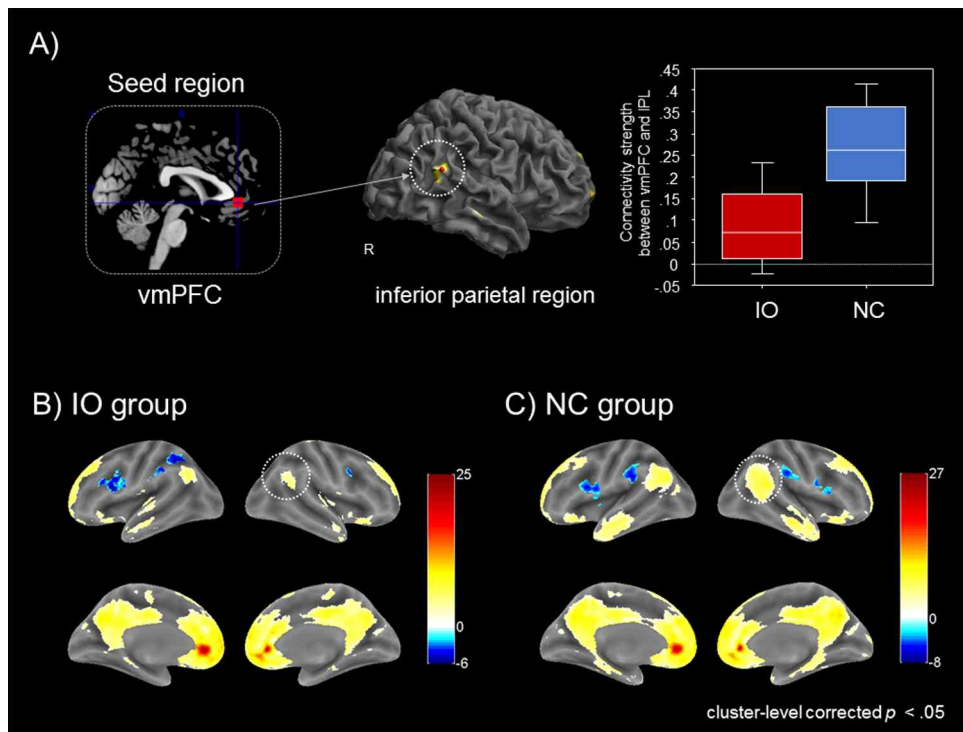 A)
Seed region
vmPFC
R
inferior parietal region
Connectivity strength
between vmPFC and IPL
.45
.4
.35
.3
.25
.2
.15
.1
.05
0
-.05
IO
NC
B) IO group
25
0
-6
C) NC group
27
0
-8
cluster-level corrected p < .05